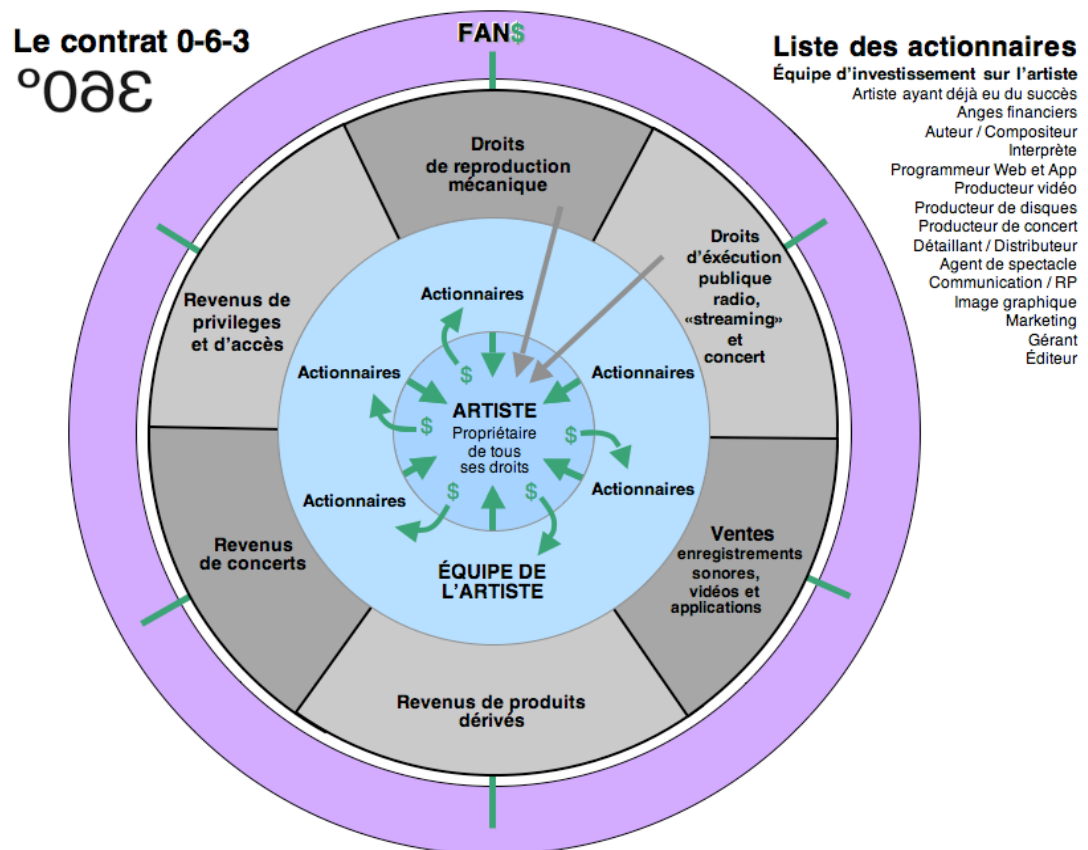 Le contrat 0-6-3
°063
FAN$
Liste des actionnaires
Équipe d'investissement sur l'artiste
Artiste ayant déjà eu du succès
Anges financiers
Auteur / Compositeur
Interprète
Programmeur Web et App
Producteur vidéo
Producteur de disques
Producteur de concert
Détaillant / Distributeur
Agent de spectacle
Communication / RP
Image graphique
Marketing
Gérant
Éditeur
Droits
de reproduction
mécanique
Droits
d'éxécution
publique
radio,
«streaming»
et
concert
Revenus de
privileges
et d'accès
Actionnaires
Actionnaires
Actionnaires
$
ARTISTE
Propriétaire
de tous
ses droits
$
$
$
$
Actionnaires
Actionnaires
ÉQUIPE DE
L'ARTISTE
Revenus
de concerts
Ventes
enregistrements
sonores,
vidéos et
applications
Revenus de produits
dérivés